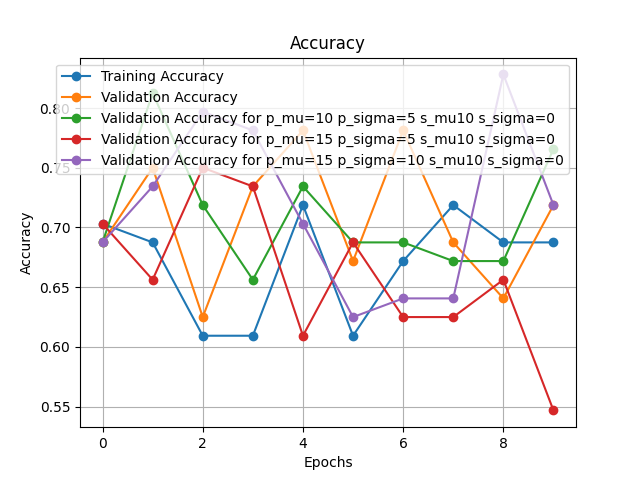 Accuracy
Training Accuracy
Validation Accuracy
Validation Accuracy for p_mu=10 p_sigma=5 s_mu10 s_sigma=0
Validation Accuracy for p_mu=15 p_sigma=5 s_mu10 s_sigma=0
Validation Accuracy for p_mu=15 p_sigma=10 s_mu10 s_sigma=0
0.80
0.75
0.70
0.65
0.60
0.55
Accuracy
0 2 4 6 8
Epochs